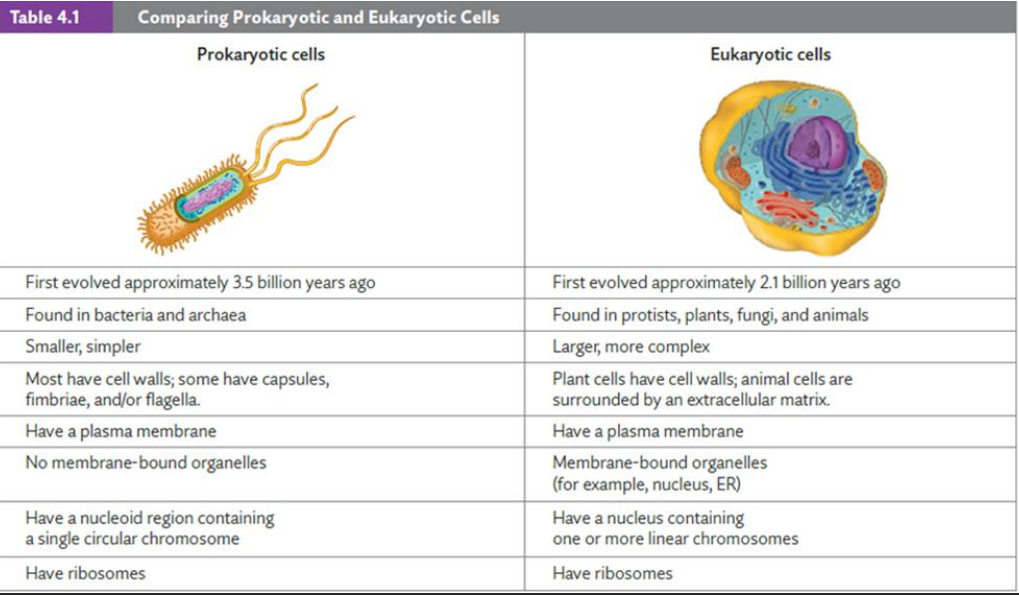 Table 4.1 Comparing Prokaryotic and Eukaryotic Cells
Prokaryotic cells Eukaryotic cells
First evolved approximately 3.5 billion years ago First evolved approximately 2.1 billion years ago
Found in bacteria and archaea Found in protists, plants, fungi, and animals
Smaller, simpler Larger, more complex
Most have cell walls; some have capsules, Plant cells have cell walls; animal cells are
fimbriae, and/or flagella. surrounded by an extracellular matrix.
Have a plasma membrane Have a plasma membrane
No membrane-bound organelles Membrane-bound organelles
(for example, nucleus, ER)
Have a nucleoid region containing Have a nucleus containing
a single circular chromosome one or more linear chromosomes
Have ribosomes Have ribosomes